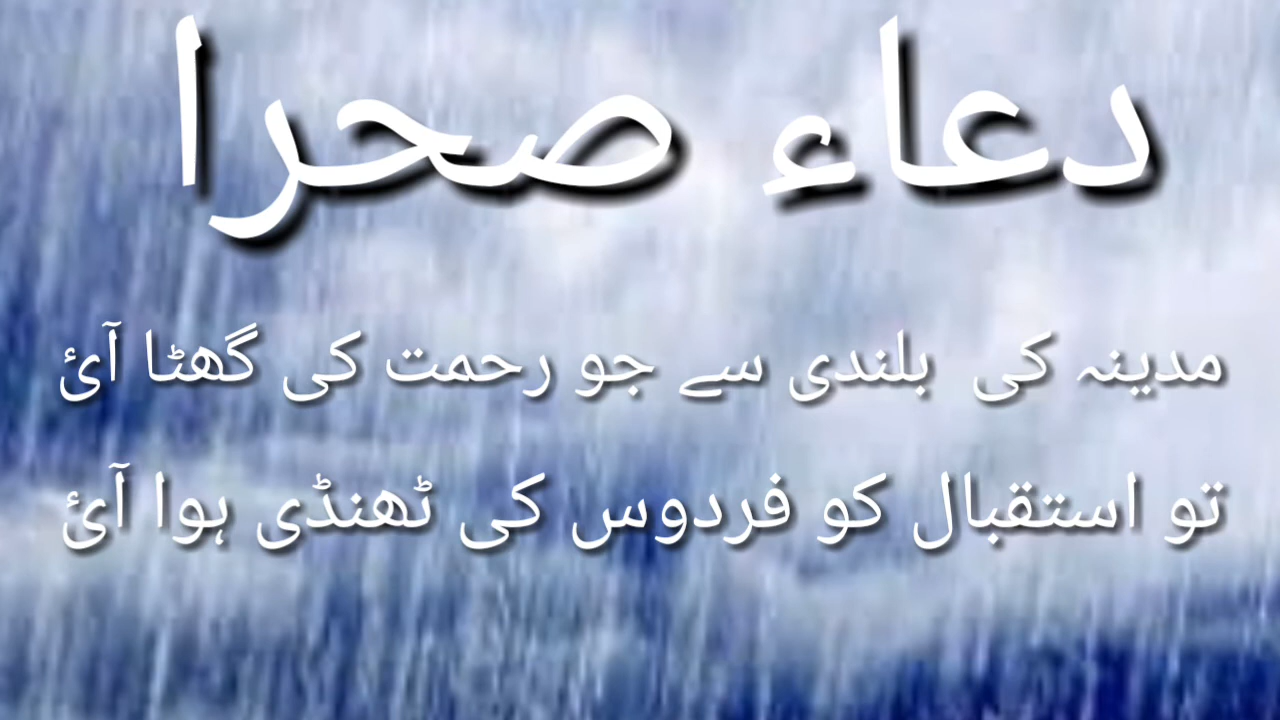 دعاء صحرا
مدینہ کی بلندی سے جو رحمت کی گھٹا آئ
تو استقبال کو فردوس کی ٹھنڈی ہوا آئ